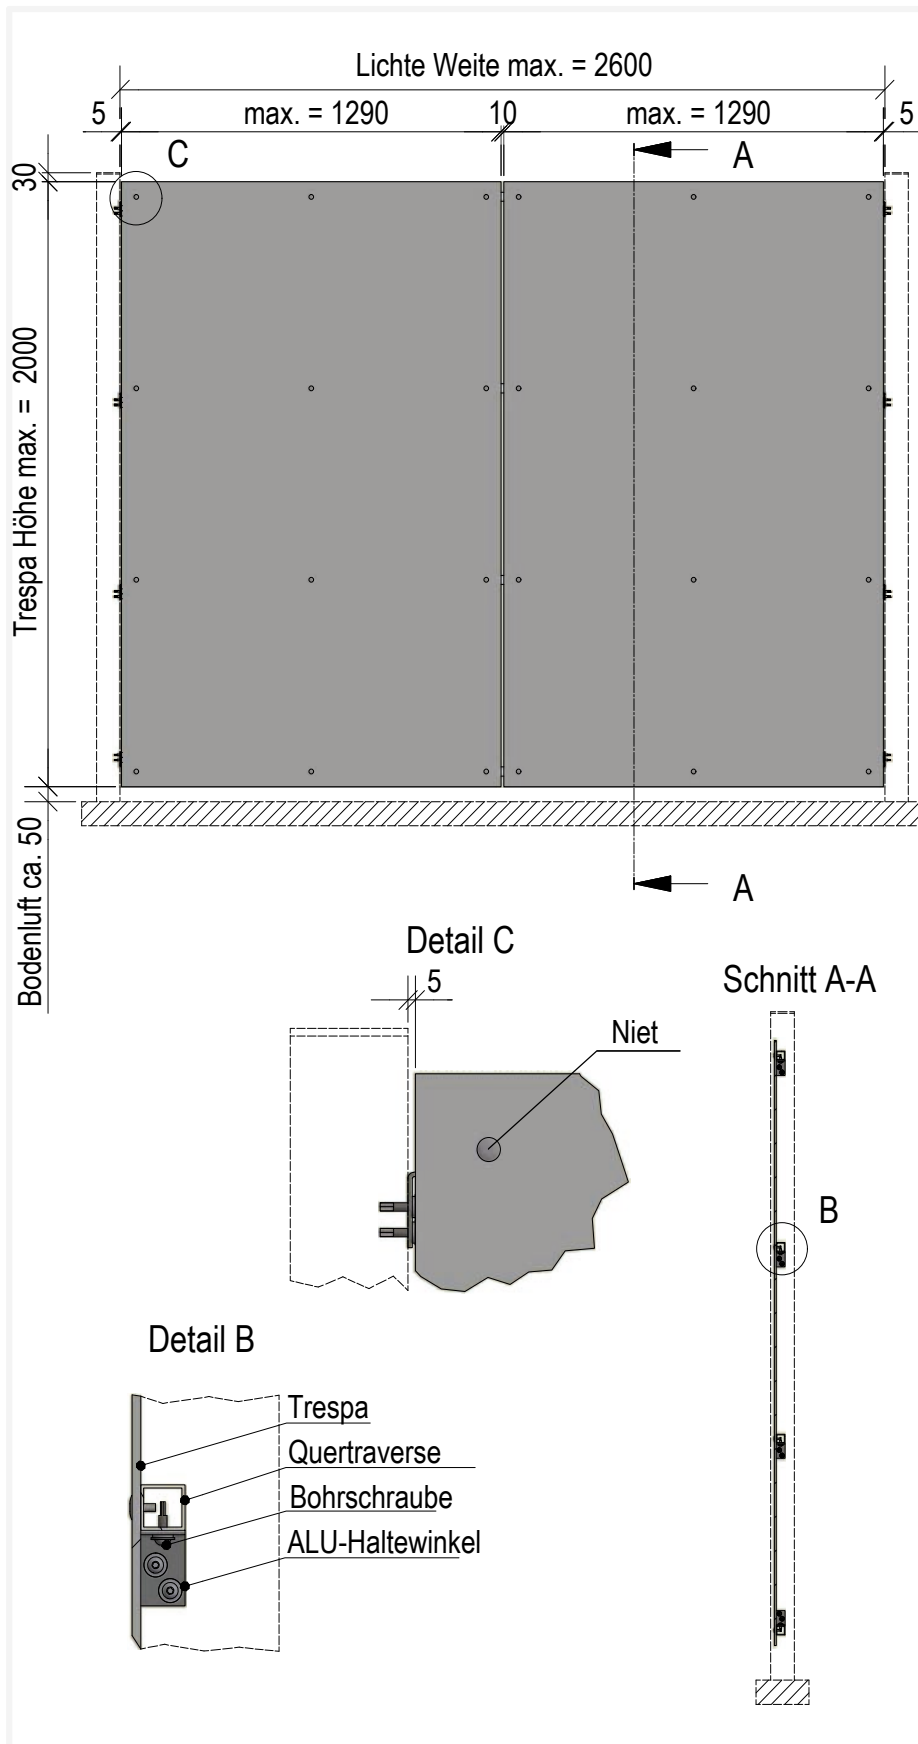 Lichte Weite max. = 2600
5
max. = 1290
10
max. = 1290
5
C
A
30
Trespa Höhe max. = 2000
Bodenluft ca. 50
A
Detail C
5
Niet
Schnitt A-A
B
Detail B
Trespa
Quertraverse
Bohrschraube
ALU-Haltewinkel